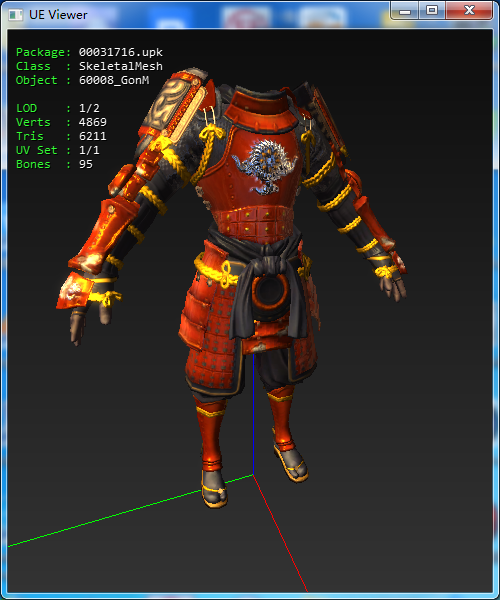 UE Viewer
Package: 00031716.upk
Class : SkeletalMesh
Object : 60008_GonM
LOD : 1/2
Verts : 4869
Tris : 6211
UV Set : 1/1
Bones : 95